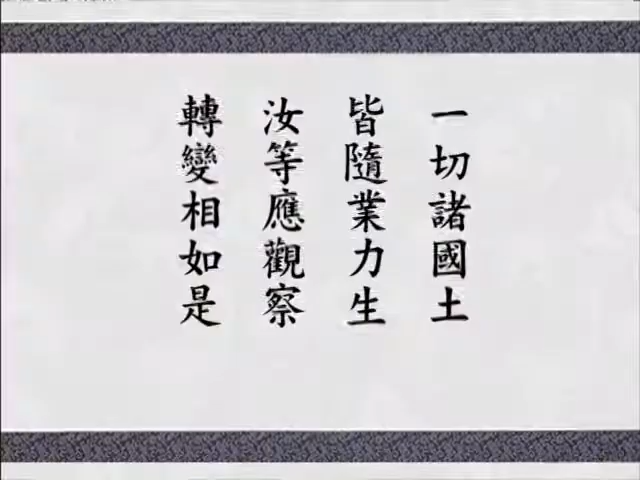 一切諸國土
皆隨業力生
汝等應觀察
轉變相如是